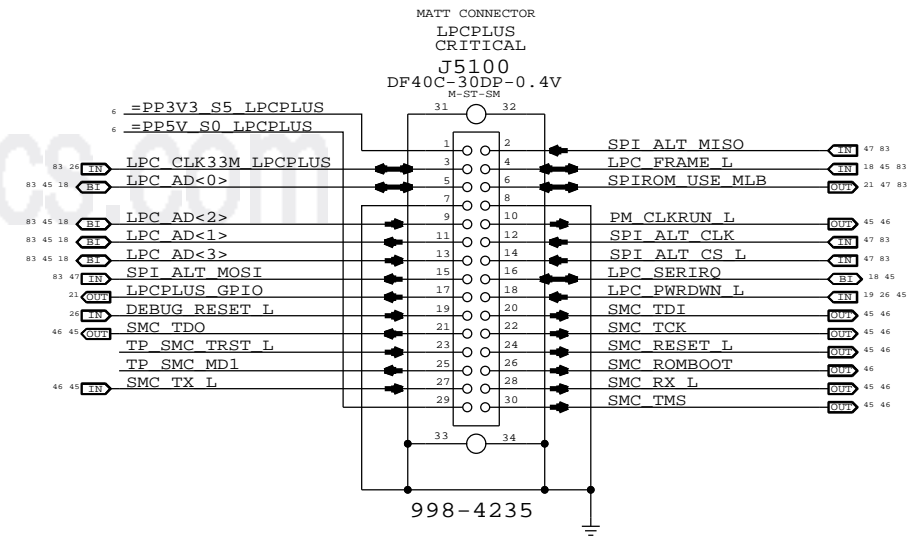 MATT CONNECTOR
LPCPLUS
CRITICAL
J5100
DF40C-30DP-0.4V
M-ST-SM
31 32
6 =PP3V3_S5_LPCPLUS
6 =PP5V_S0_LPCPLUS
1 2 SPI_ALT_MISO IN 47 83
83 26 IN LPC_CLK33M_LPCPLUS 3 4 LPC_FRAME_L IN 18 45 83
83 45 18 BI LPC_AD<0> 5 6 SPIROM_USE_MLB OUT 21 47 83
7 8
83 45 18 BI LPC_AD<2> 9 10 PM_CLKRUN_L OUT 45 46
83 45 18 BI LPC_AD<1> 11 12 SPI_ALT_CLK IN 47 83
83 45 18 BI LPC_AD<3> 13 14 SPI_ALT_CS_L IN 47 83
83 47 IN SPI_ALT_MOSI 15 16 LPC_SERIRQ BI 18 45
21 OUT LPCPLUS_GPIO 17 18 LPC_PWRDWN_L IN 19 26 45
26 IN DEBUG_RESET_L 19 20 SMC_TDI OUT 45 46
46 45 OUT SMC_TDO 21 22 SMC_TCK OUT 45 46
TP_SMC_TRST_L 23 24 SMC_RESET_L OUT 45 46
TP_SMC_MD1 25 26 SMC_ROMBOOT OUT 46
46 45 IN SMC_TX_L 27 28 SMC_RX_L OUT 45 46
29 30 SMC_TMS OUT 45 46
33 34
998-4235
cs.com